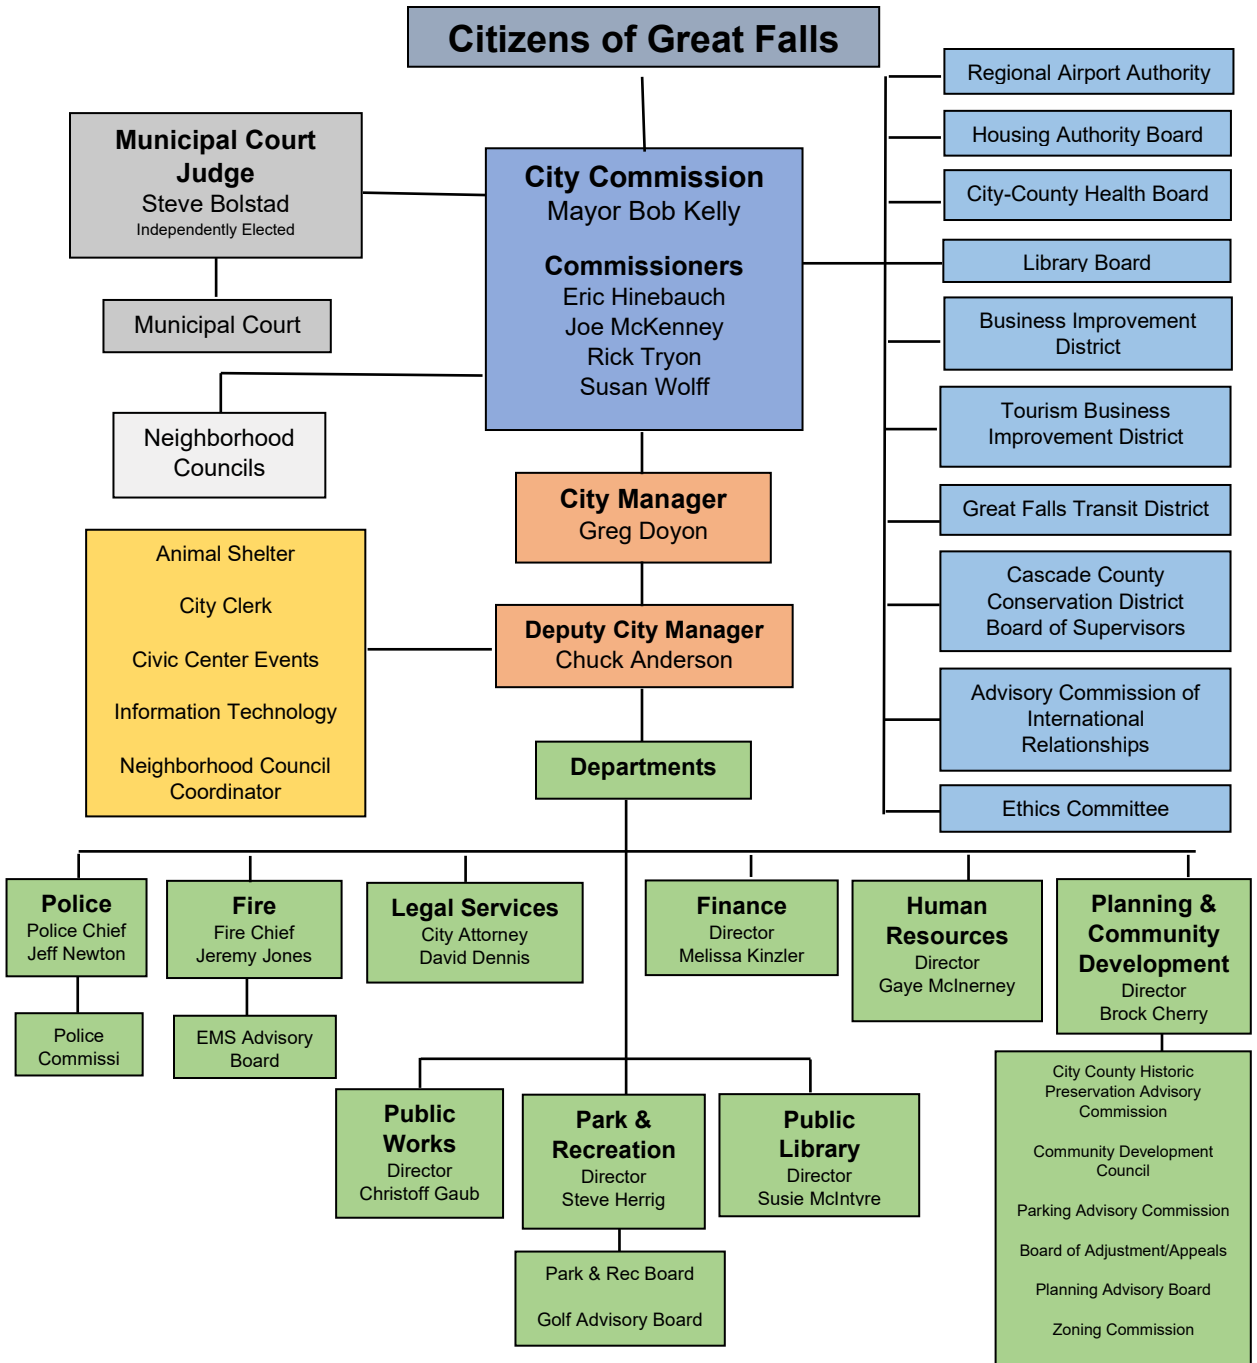 Citizens of Great Falls
Municipal Court
Judge
Steve Bolstad
Independently Elected
Municipal Court
Neighborhood
Councils
City Commission
Mayor Bob Kelly
Commissioners
Eric Hinebauch
Joe McKenney
Rick Tryon
Susan Wolff
Regional Airport Authority
Housing Authority Board
City-County Health Board
Library Board
Business Improvement
District
Tourism Business
Improvement District
Great Falls Transit District
Cascade County
Conservation District
Board of Supervisors
Advisory Commission of
International
Relationships
Ethics Committee
City Manager
Greg Doyon
Deputy City Manager
Chuck Anderson
Animal Shelter
City Clerk
Civic Center Events
Information Technology
Neighborhood Council
Coordinator
Departments
Police
Police Chief
Jeff Newton
Police
Commissi
Fire
Fire Chief
Jeremy Jones
EMS Advisory
Board
Legal Services
City Attorney
David Dennis
Finance
Director
Melissa Kinzler
Human
Resources
Director
Gaye McInerney
Planning &
Community
Development
Director
Brock Cherry
City County Historic
Preservation Advisory
Commission
Community Development
Council
Parking Advisory Commission
Board of Adjustment/Appeals
Planning Advisory Board
Zoning Commission
Public
Works
Director
Christoff Gaub
Park &
Recreation
Director
Steve Herrig
Park & Rec Board
Golf Advisory Board
Public
Library
Director
Susie McIntyre